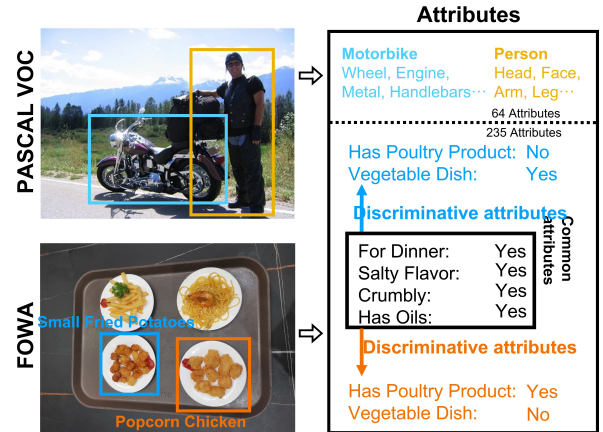 Attributes
PASCAL VOC
Motorbike
Wheel, Engine,
Metal, Handlebars···
Person
Head, Face,
Arm, Leg···
64 Attributes
235 Attributes
Has Poultry Product: No
Vegetable Dish: Yes
Discriminative attributes
Common
attributes
For Dinner: Yes
Salty Flavor: Yes
Crumbly: Yes
Has Oils: Yes
Discriminative attributes
Has Poultry Product: Yes
Vegetable Dish: No
FOWA
Small Fried Potatoes
Popcorn Chicken